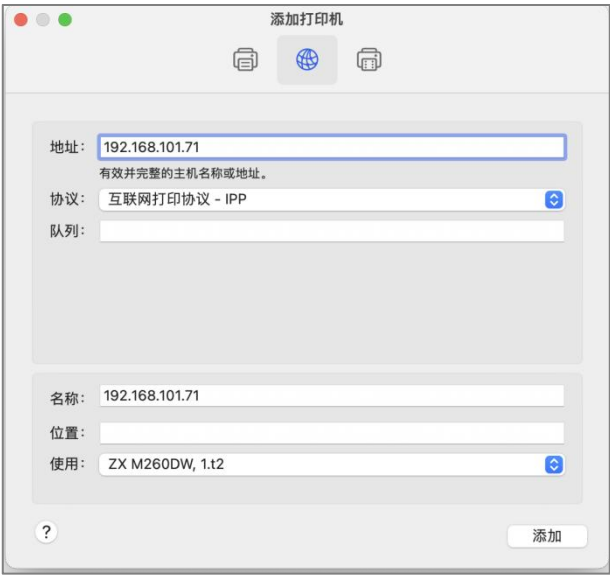 添加打印机
地址： 192.168.101.71
有效并完整的主机名称或地址。
协议： 互联网打印协议 - IPP
队列：
名称： 192.168.101.71
位置：
使用： ZX M260DW, 1.t2
? 添加